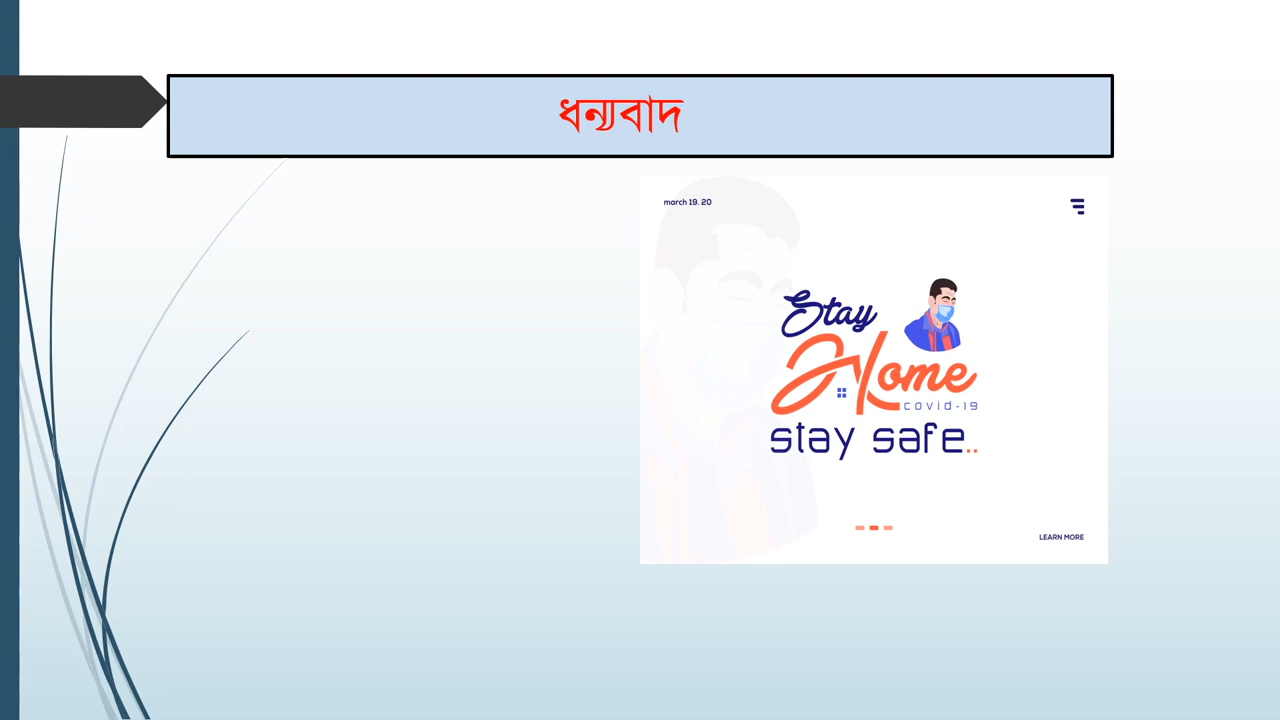 ধন্যবাদ
march 19. 20
Stay
Home
covid-19
stay safe..
LEARN MORE